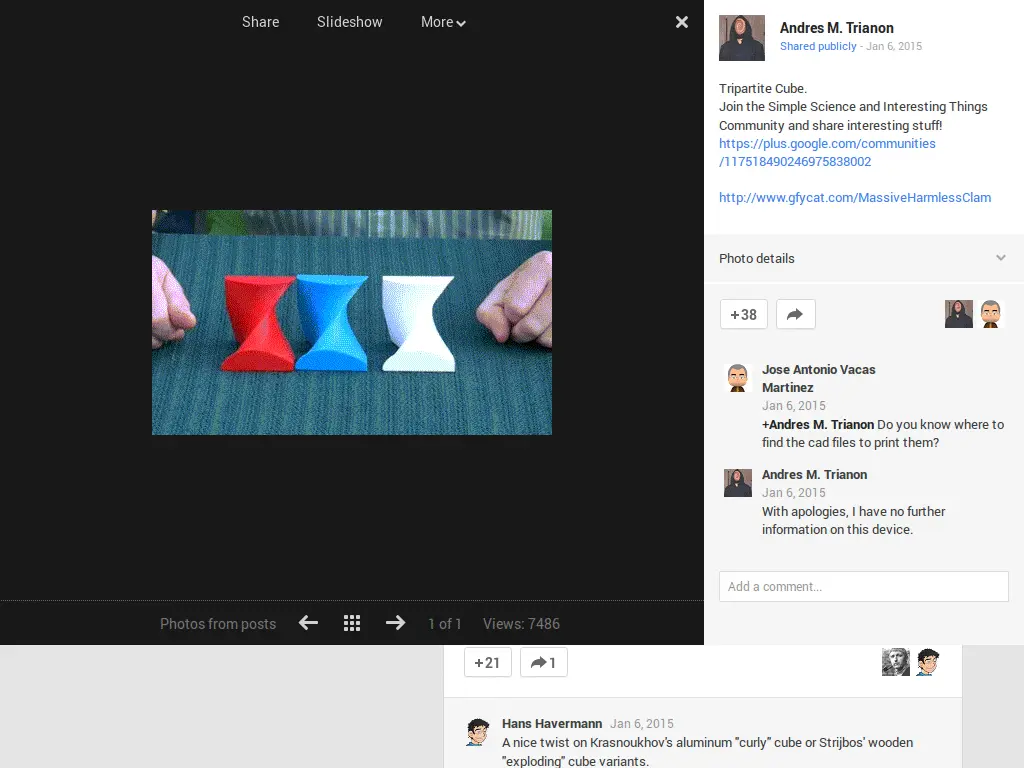 Share Slideshow More
Andres M. Trianon
Shared publicly - Jan 6, 2015
Tripartite Cube.
Join the Simple Science and Interesting Things
Community and share interesting stuff!
https://plus.google.com/communities
/117518490246975838002
http://www.gfycat.com/MassiveHarmlessClam
Photo details
+38
Jose Antonio Vacas
Martinez
Jan 6, 2015
+Andres M. Trianon Do you know where to
find the cad files to print them?
Andres M. Trianon
Jan 6, 2015
With apologies, I have no further
information on this device.
Add a comment...
Photos from posts 1 of 1 Views: 7486
+21 1
Hans Havermann Jan 6, 2015
A nice twist on Krasnoukhov's aluminum "curly" cube or Strijbos' wooden
"exploding" cube variants.